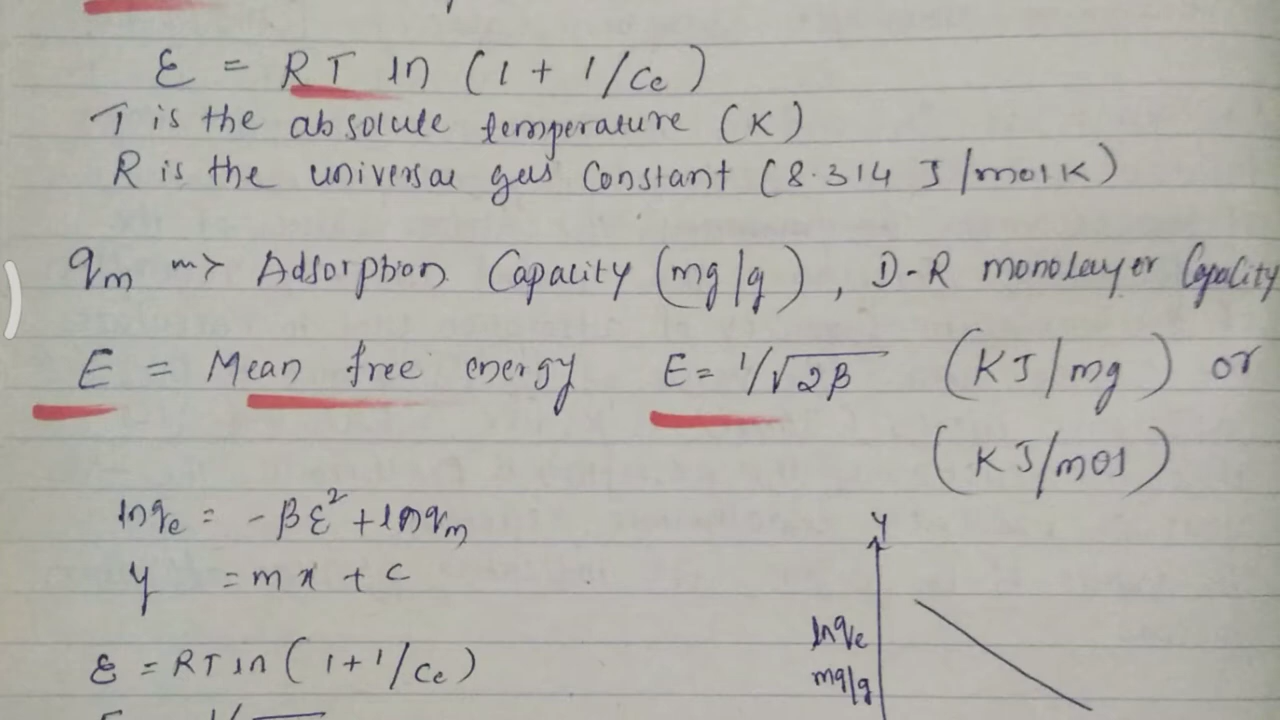 ε = RT ln (1 + 1/Ce)
T is the absolute temperature (K)
R is the universal gas Constant (8.314 J/mol K)
qm ⇝ Adsorption Capacity (mg/g), D-R monolayer Capacity
E = Mean free energy E = 1/√2β (KJ/mg) or
(KJ/mol)
lnqe = -βε² + lnqm
y = mx + c
y
lnqe
mg/g
ε = RT ln (1 + 1/Ce)